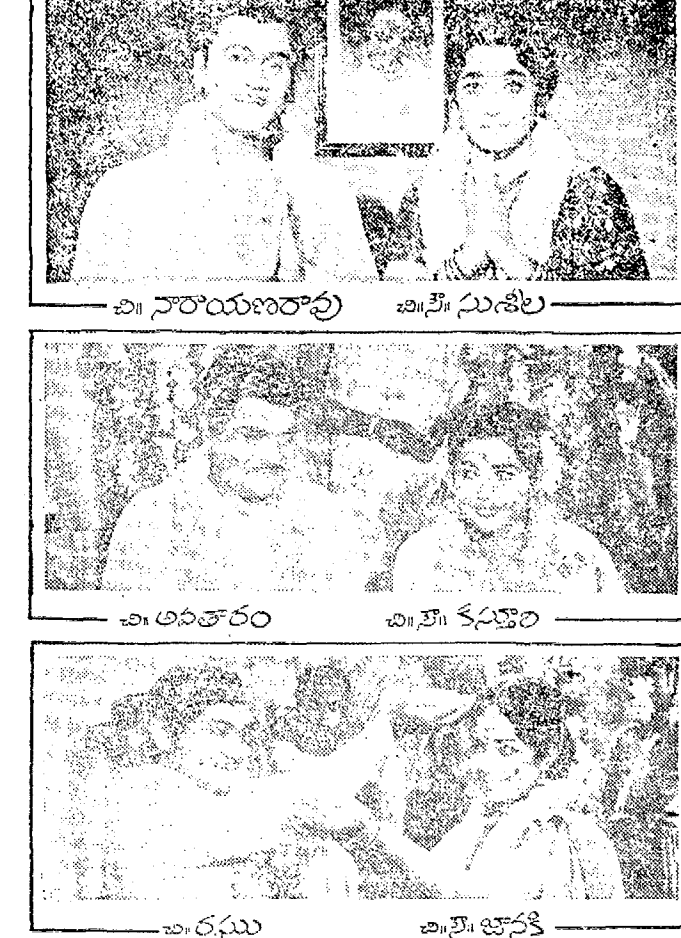 చి॥ నారాయణరావు చి॥సౌ॥ సుశీల
చి॥ అవతారం చి॥సౌ॥ కస్తూరి
చి॥ రఘు చి॥సౌ॥ జానకి